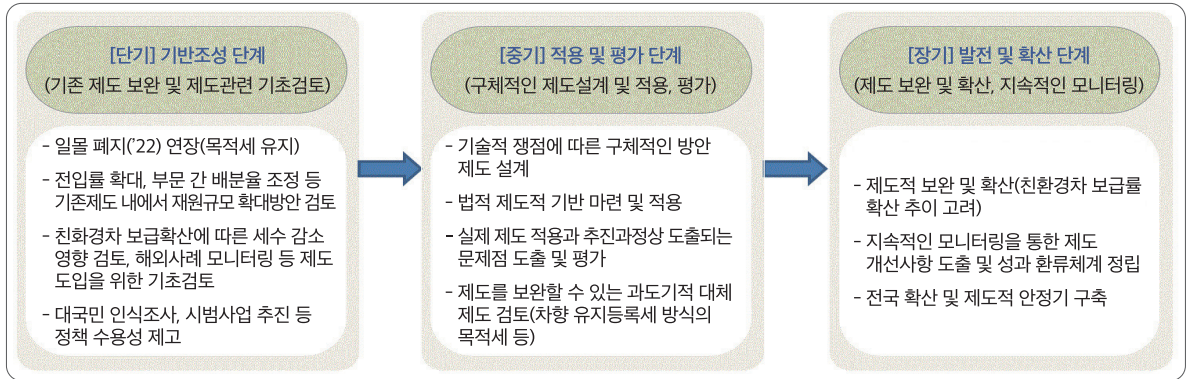 [단기] 기반조성 단계
(기존 제도 보완 및 제도관련 기초검토)
- 일몰 폐지('22) 연장(목적세 유지)
- 전입률 확대, 부문 간 배분율 조정 등
기존제도 내에서 재원규모 확대방안 검토
- 친화경차 보급확산에 따른 세수 감소
영향 검토, 해외사례 모니터링 등 제도
도입을 위한 기초검토
- 대국민 인식조사, 시범사업 추진 등
정책 수용성 제고
[중기] 적용 및 평가 단계
(구체적인 제도설계 및 적용, 평가)
- 기술적 쟁점에 따른 구체적인 방안
제도 설계
- 법적 제도적 기반 마련 및 적용
- 실제 제도 적용과 추진과정상 도출되는
문제점 도출 및 평가
- 제도를 보완할 수 있는 과도기적 대체
제도 검토(차향 유지등록세 방식의
목적세 등)
[장기] 발전 및 확산 단계
(제도 보완 및 확산, 지속적인 모니터링)
- 제도적 보완 및 확산(친환경차 보급률
확산 추이 고려)
- 지속적인 모니터링을 통한 제도
개선사항 도출 및 성과 환류체계 정립
- 전국 확산 및 제도적 안정기 구축